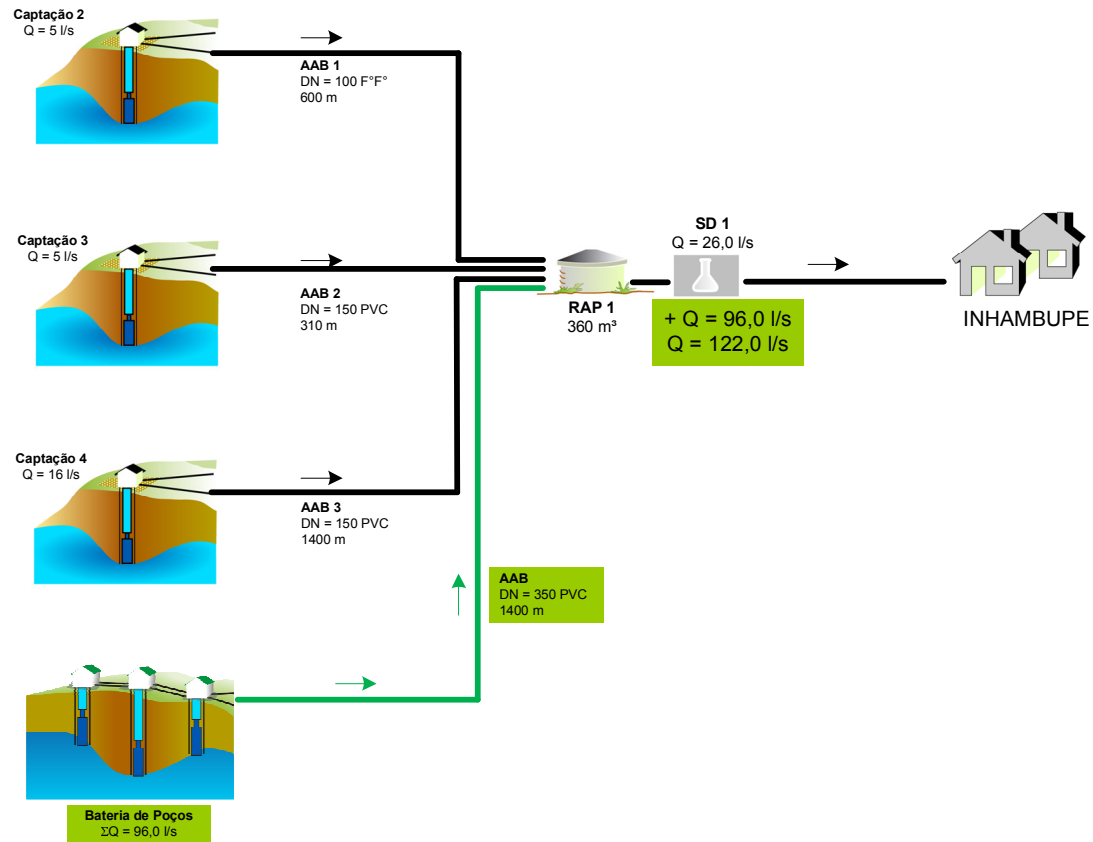 Captação 2
Q = 5 l/s
AAB 1
DN = 100 F°F°
600 m
Captação 3
Q = 5 l/s
AAB 2
DN = 150 PVC
310 m
SD 1
Q = 26,0 l/s
RAP 1
360 m³
+ Q = 96,0 l/s
Q = 122,0 l/s
INHAMBUPE
Captação 4
Q = 16 l/s
AAB 3
DN = 150 PVC
1400 m
AAB
DN = 350 PVC
1400 m
Bateria de Poços
ΣQ = 96,0 l/s